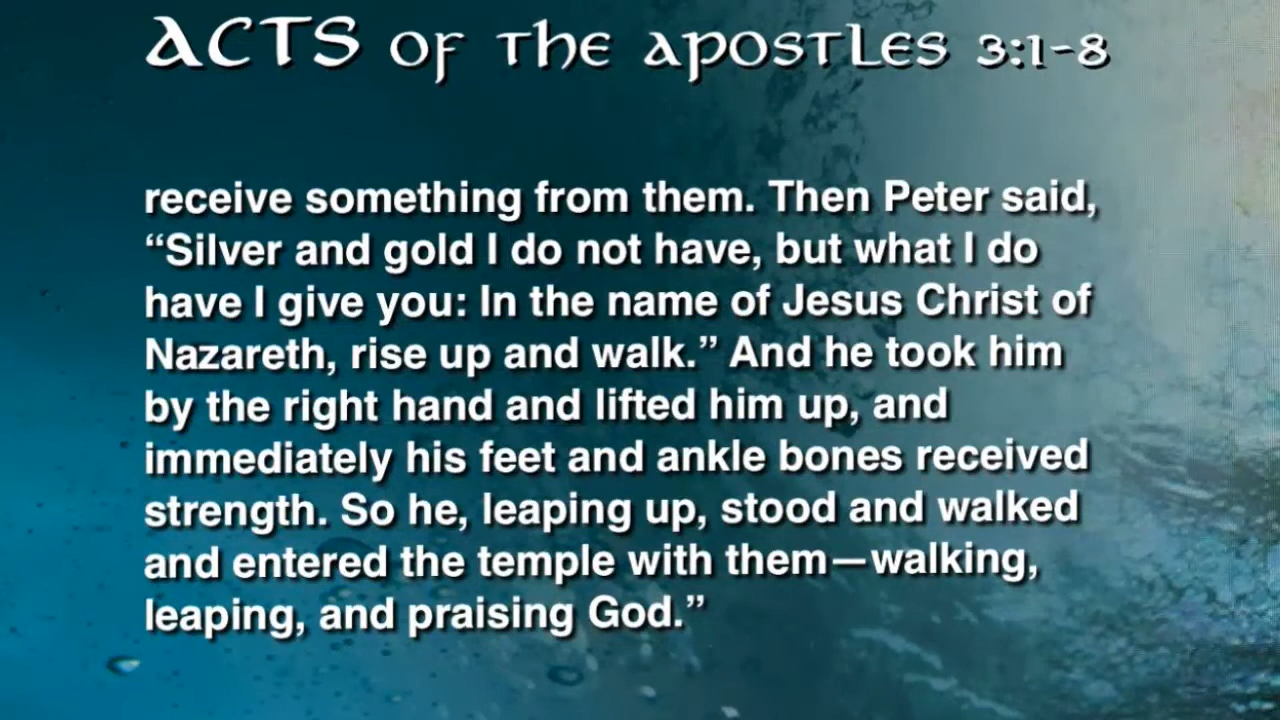 ACTS of the apostles 3:1-8
receive something from them. Then Peter said,
“Silver and gold I do not have, but what I do
have I give you: In the name of Jesus Christ of
Nazareth, rise up and walk.” And he took him
by the right hand and lifted him up, and
immediately his feet and ankle bones received
strength. So he, leaping up, stood and walked
and entered the temple with them—walking,
leaping, and praising God.”